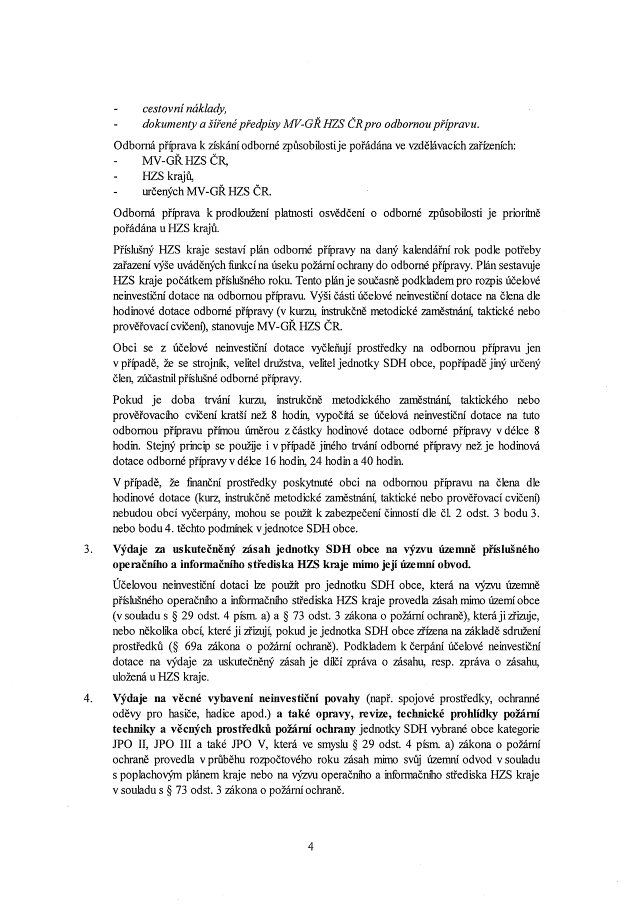 - cestovní náklady,
- dokumenty a šířené předpisy MV-GŘ HZS ČR pro odbornou přípravu.
Odborná příprava k získání odborné způsobilosti je pořádána ve vzdělávacích zařízeních:
- MV-GŘ HZS ČR,
- HZS krajů,
- určených MV-GŘ HZS ČR.
Odborná příprava k prodloužení platnosti osvědčení o odborné způsobilosti je prioritně
pořádána u HZS krajů.
Příslušný HZS kraje sestaví plán odborné přípravy na daný kalendářní rok podle potřeby
zařazení výše uváděných funkcí na úseku požární ochrany do odborné přípravy. Plán sestavuje
HZS kraje počátkem příslušného roku. Tento plán je současně podkladem pro rozpis účelové
neinvestiční dotace na odbornou přípravu. Výši části účelové neinvestiční dotace na člena dle
hodinové dotace odborné přípravy (v kurzu, instrukčně metodické zaměstnání, taktické nebo
prověřovací cvičení), stanovuje MV-GŘ HZS ČR.
Obci se z účelové neinvestiční dotace vyčleňují prostředky na odbornou přípravu jen
v případě, že se strojník, velitel družstva, velitel jednotky SDH obce, popřípadě jiný určený
člen, zúčastnil příslušné odborné přípravy.
Pokud je doba trvání kurzu, instrukčně metodického zaměstnání, taktického nebo
prověřovacího cvičení kratší než 8 hodin, vypočítá se účelová neinvestiční dotace na tuto
odbornou přípravu přímou úměrou z částky hodinové dotace odborné přípravy v délce 8
hodin. Stejný princip se použije i v případě jiného trvání odborné přípravy než je hodinová
dotace odborné přípravy v délce 16 hodin, 24 hodin a 40 hodin.
V případě, že finanční prostředky poskytnuté obci na odbornou přípravu na člena dle
hodinové dotace (kurz, instrukčně metodické zaměstnání, taktické nebo prověřovací cvičení)
nebudou obcí vyčerpány, mohou se použít k zabezpečení činností dle čl. 2 odst. 3 bodu 3.
nebo bodu 4. těchto podmínek v jednotce SDH obce.
3. Výdaje za uskutečněný zásah jednotky SDH obce na výzvu územně příslušného
operačního a informačního střediska HZS kraje mimo její územní obvod.
Účelovou neinvestiční dotaci lze použít pro jednotku SDH obce, která na výzvu územně
příslušného operačního a informačního střediska HZS kraje provedla zásah mimo území obce
(v souladu s § 29 odst. 4 písm. a) a § 73 odst. 3 zákona o požární ochraně), která ji zřizuje,
nebo několika obcí, které ji zřizují, pokud je jednotka SDH obce zřízena na základě sdružení
prostředků (§ 69a zákona o požární ochraně). Podkladem k čerpání účelové neinvestiční
dotace na výdaje za uskutečněný zásah je dílčí zpráva o zásahu, resp. zpráva o zásahu,
uložená u HZS kraje.
4. Výdaje na věcné vybavení neinvestiční povahy (např. spojové prostředky, ochranné
oděvy pro hasiče, hadice apod.) a také opravy, revize, technické prohlídky požární
techniky a věcných prostředků požární ochrany jednotky SDH vybrané obce kategorie
JPO II, JPO III a také JPO V, která ve smyslu § 29 odst. 4 písm. a) zákona o požární
ochraně provedla v průběhu rozpočtového roku zásah mimo svůj územní odvod v souladu
s poplachovým plánem kraje nebo na výzvu operačního a informačního střediska HZS kraje
v souladu s § 73 odst. 3 zákona o požární ochraně.
4